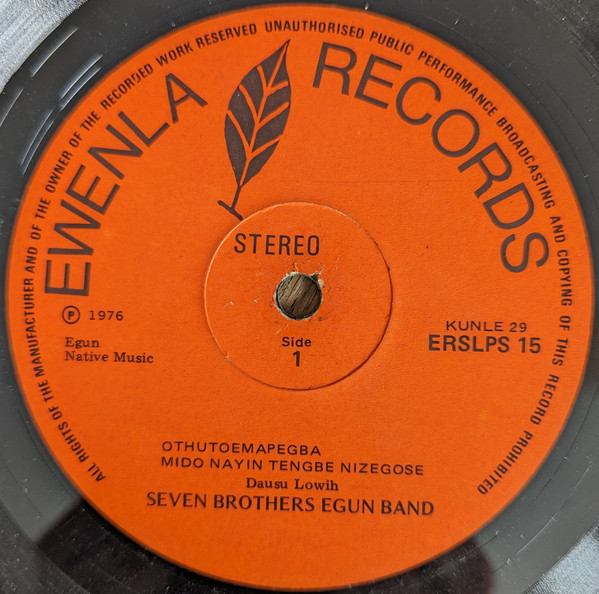 ALL RIGHTS OF THE MANUFACTURER AND OF THE OWNER OF THE RECORDED WORK RESERVED UNAUTHORISED PUBLIC PERFORMANCE BROADCASTING AND COPYING OF THIS RECORD PROHIBITED
EWENLA RECORDS
STEREO
℗ 1976
Egun
Native Music
Side
1
KUNLE 29
ERSLPS 15
OTHUTOEMAPEGBA
MIDO NAYIN TENGBE NIZEGOSE
Dausu Lowih
SEVEN BROTHERS EGUN BAND